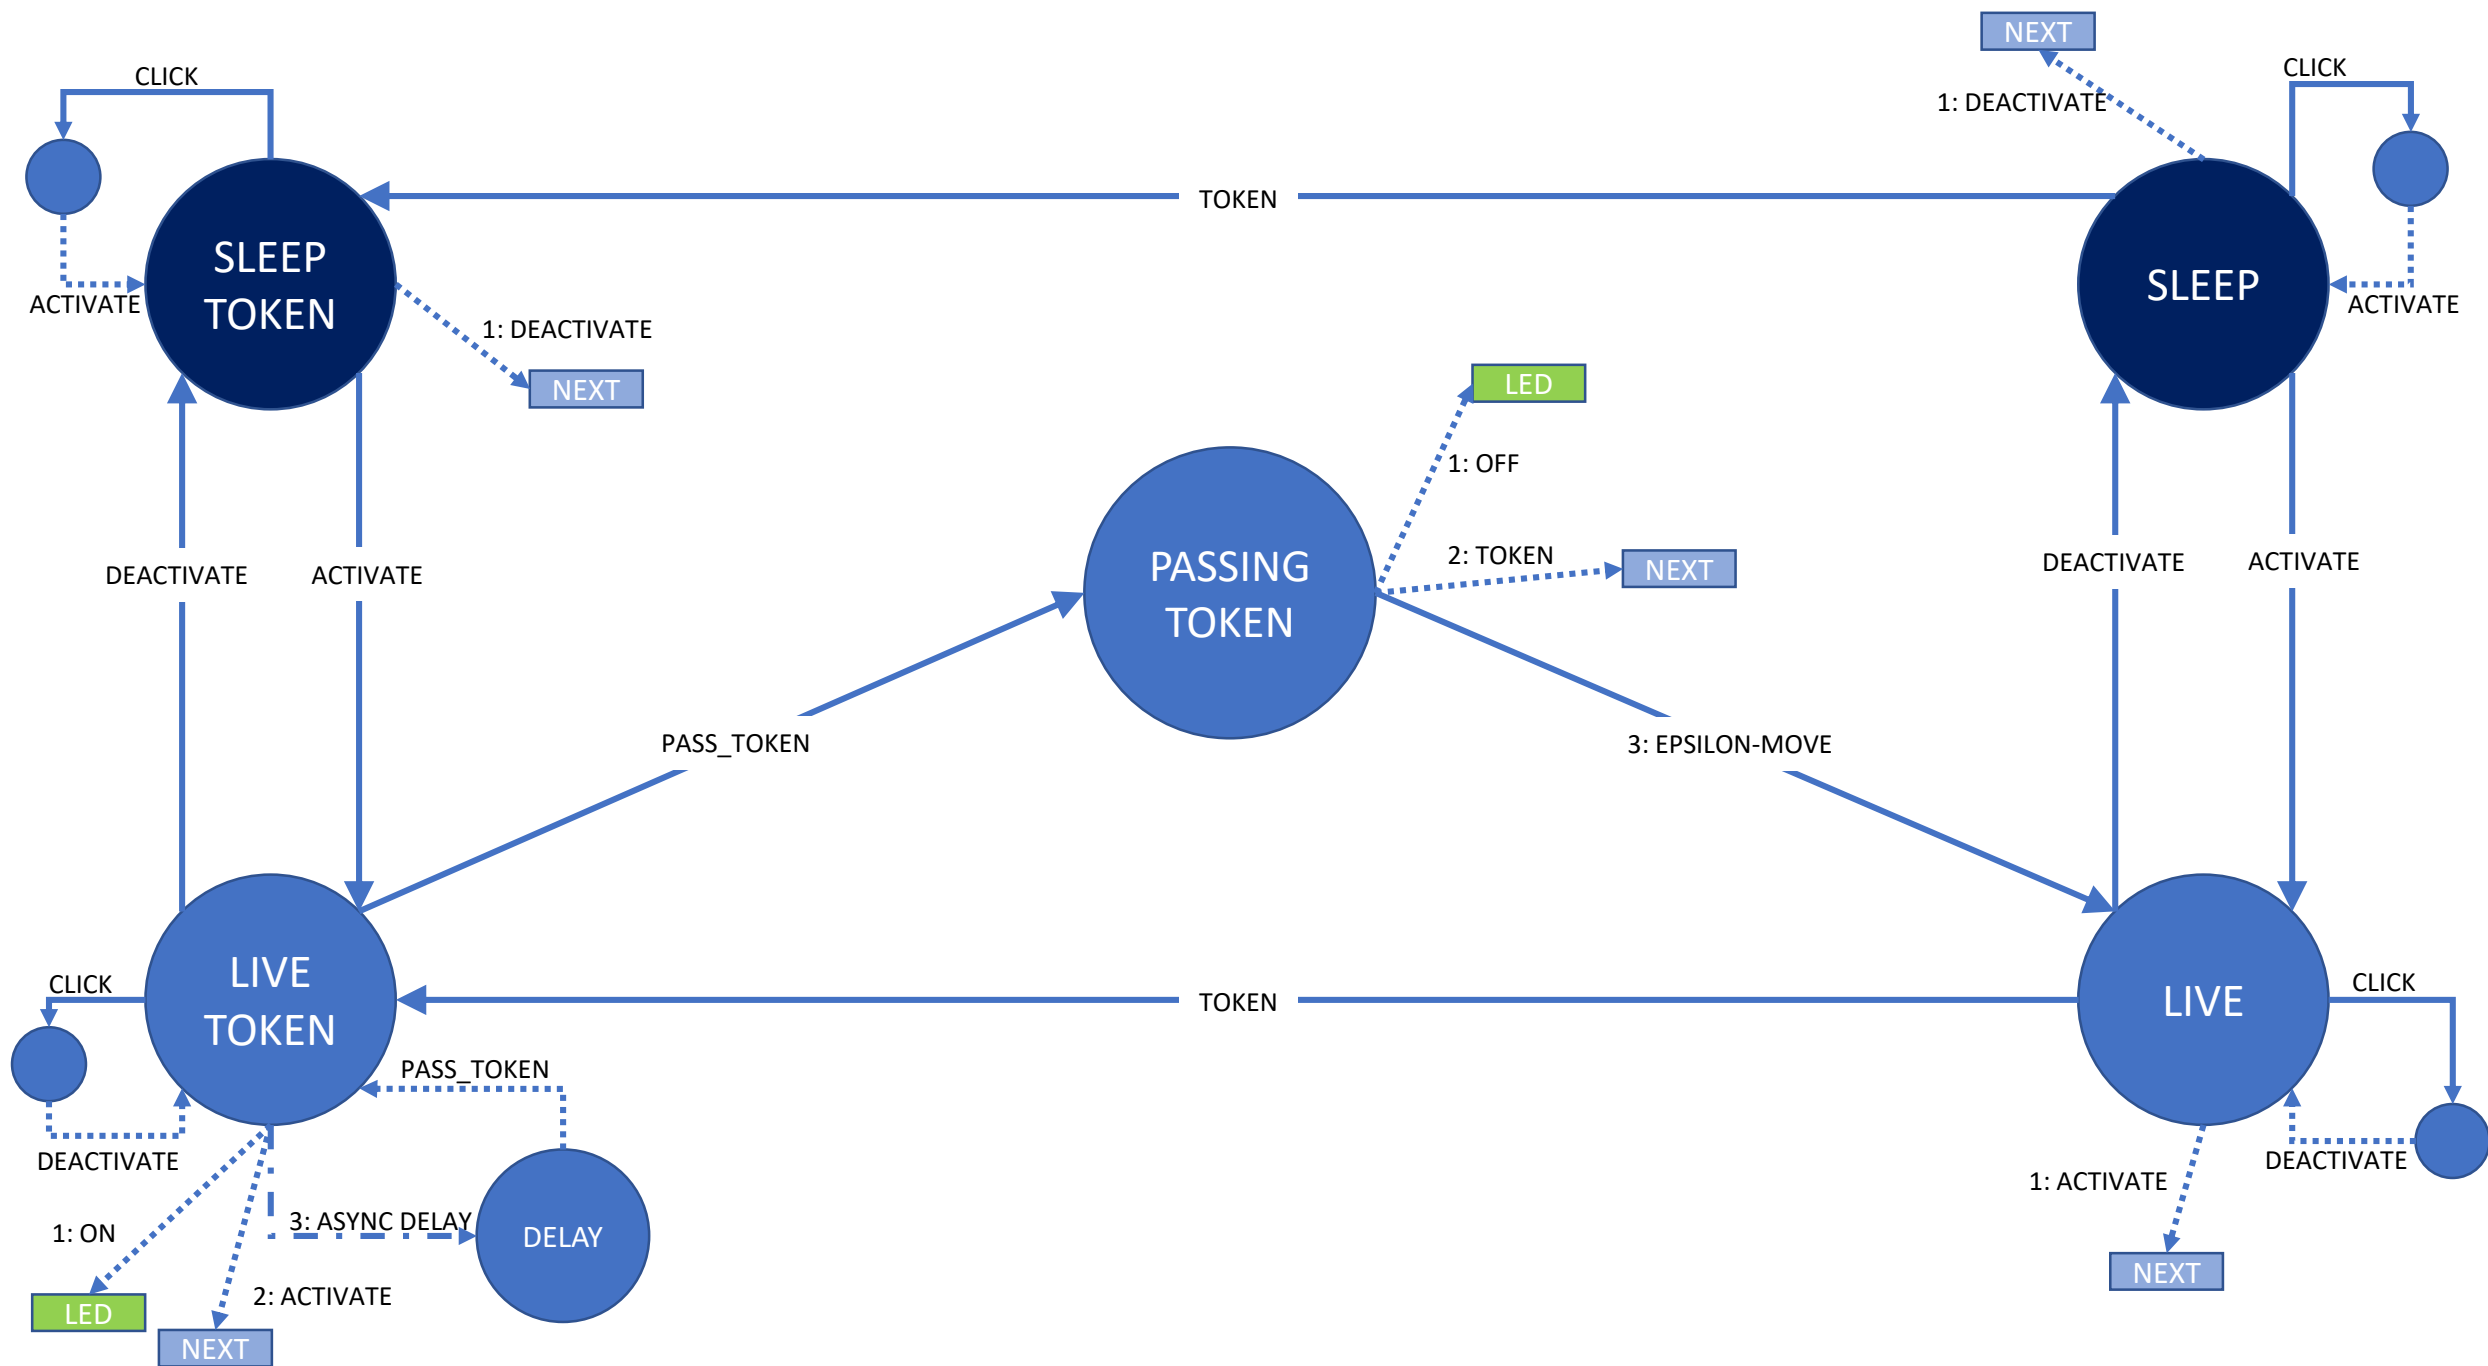 NEXT
CLICK
CLICK
1: DEACTIVATE
TOKEN
SLEEP
TOKEN
SLEEP
ACTIVATE
ACTIVATE
1: DEACTIVATE
NEXT
LED
1: OFF
2: TOKEN
NEXT
PASSING
TOKEN
DEACTIVATE
ACTIVATE
DEACTIVATE
ACTIVATE
PASS_TOKEN
3: EPSILON-MOVE
LIVE
TOKEN
CLICK
TOKEN
LIVE
CLICK
PASS_TOKEN
DEACTIVATE
DEACTIVATE
1: ACTIVATE
1: ON
3: ASYNC DELAY
DELAY
2: ACTIVATE
NEXT
LED
NEXT